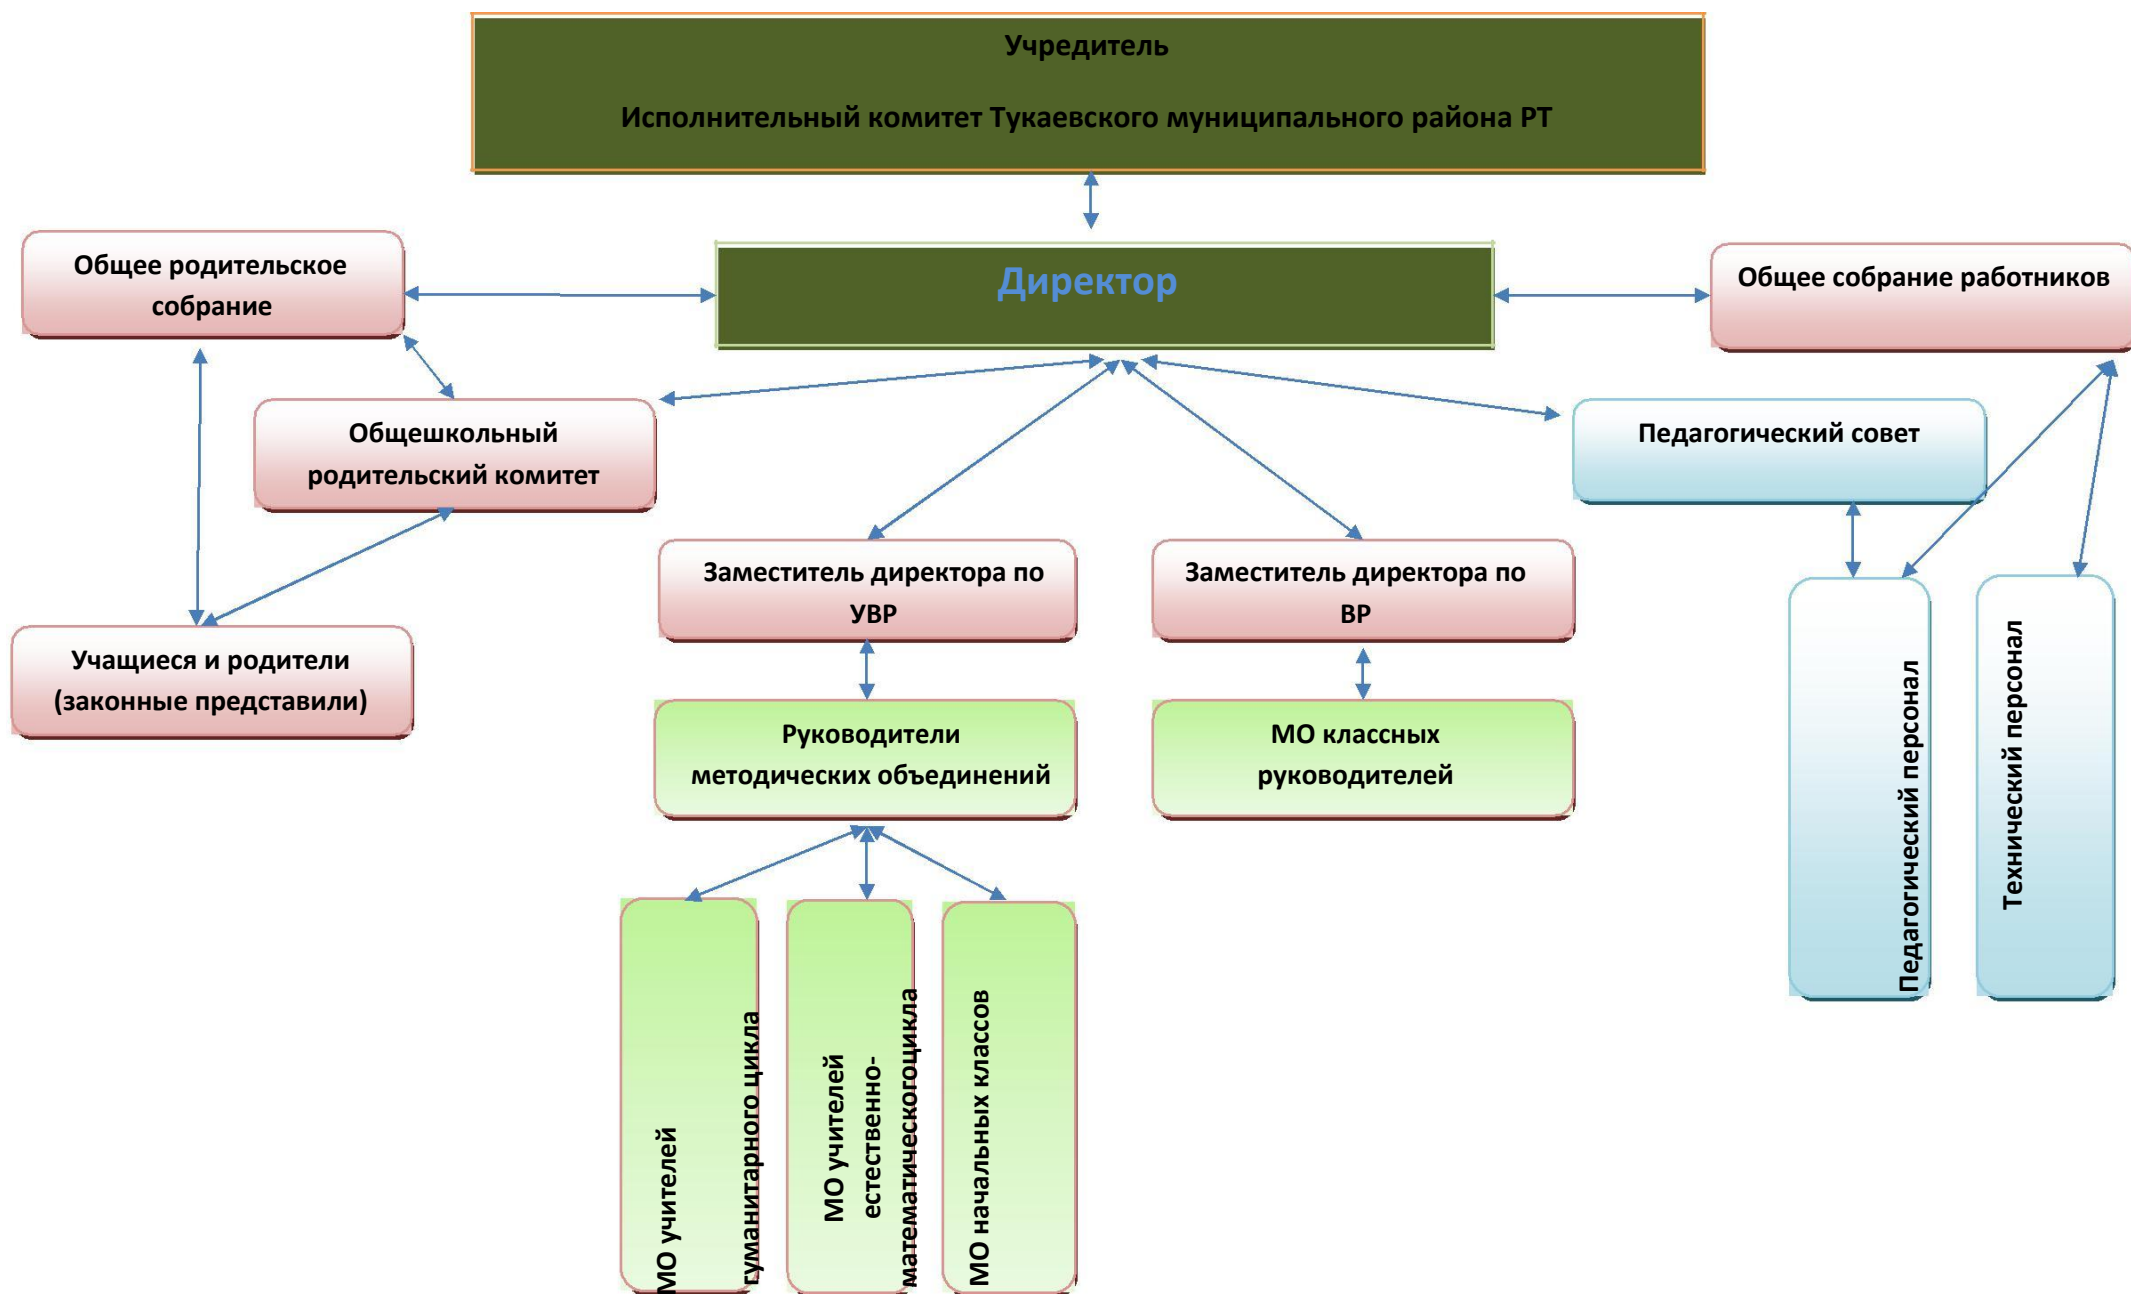 Учредитель
Исполнительный комитет Тукаевского муниципального района РТ
Общее родительское
собрание
Директор
Общее собрание работников
Общешкольный
родительский комитет
Педагогический совет
Заместитель директора по
УВР
Заместитель директора по
ВР
Учащиеся и родители
(законные представили)
Руководители
методических объединений
МО классных
руководителей
Педагогический персонал
Технический персонал
МО учителей
гуманитарного цикла
МО учителей
естественно-
математическогоцикла
МО начальных классов